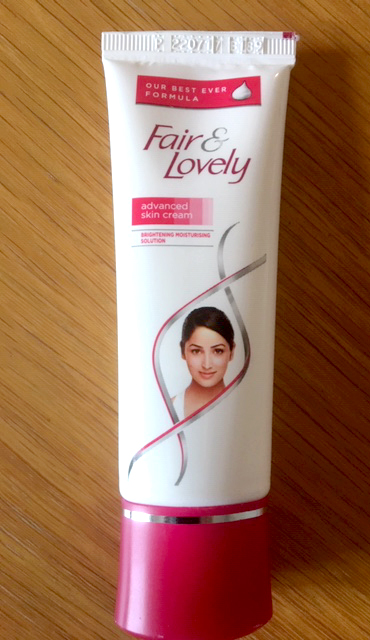 OUR BEST EVER
FORMULA
Fair &
Lovely
advanced
skin cream
BRIGHTENING MOISTURISING
SOLUTION